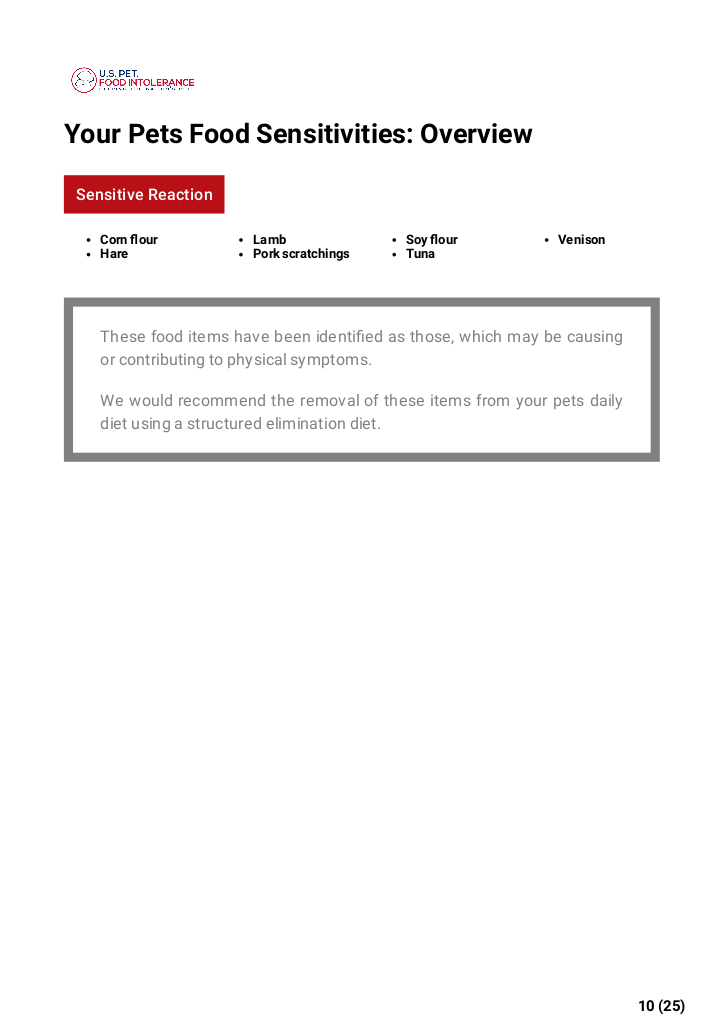 U.S. PET.
FOOD INTOLERANCE
Your Pets Food Sensitivities: Overview
Sensitive Reaction
• Corn flour
• Hare
• Lamb
• Pork scratchings
• Soy flour
• Tuna
• Venison
These food items have been identified as those, which may be causing
or contributing to physical symptoms.
We would recommend the removal of these items from your pets daily
diet using a structured elimination diet.
10 (25)